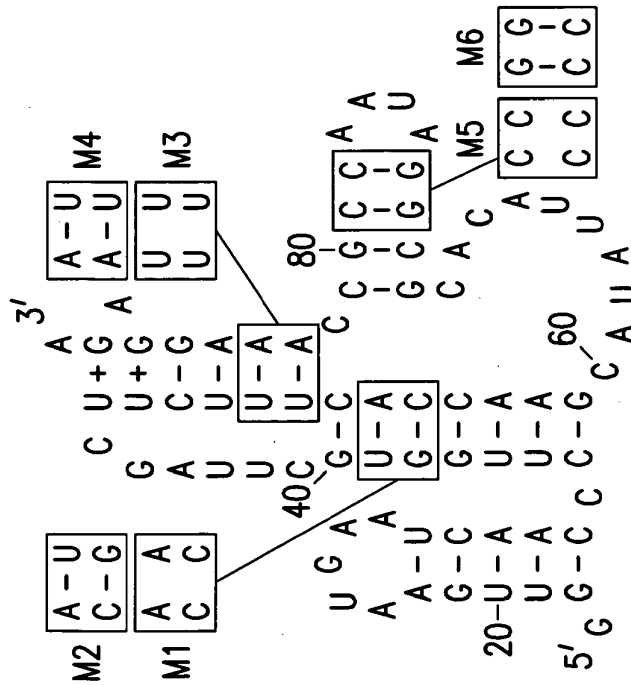 3'
A
M2
A – U
C – G
M1
A A
C C
C U + G A
A – U M4
A – U
U U M3
U U
G U + G
A C – G
U U – A
U U – A
C U – A
40
G – C C
U – A
G – C
G – C
U – A
U – A
C – G
80
C G C C A A U A
G – C
C – G
G – C
C – G
C – G
M5
C C
C C
M6
G – C
G – C
C A C A U U A U A A C
60
U G A A
A – U
G – C
20
U – A
U – A
G – C C
5' G